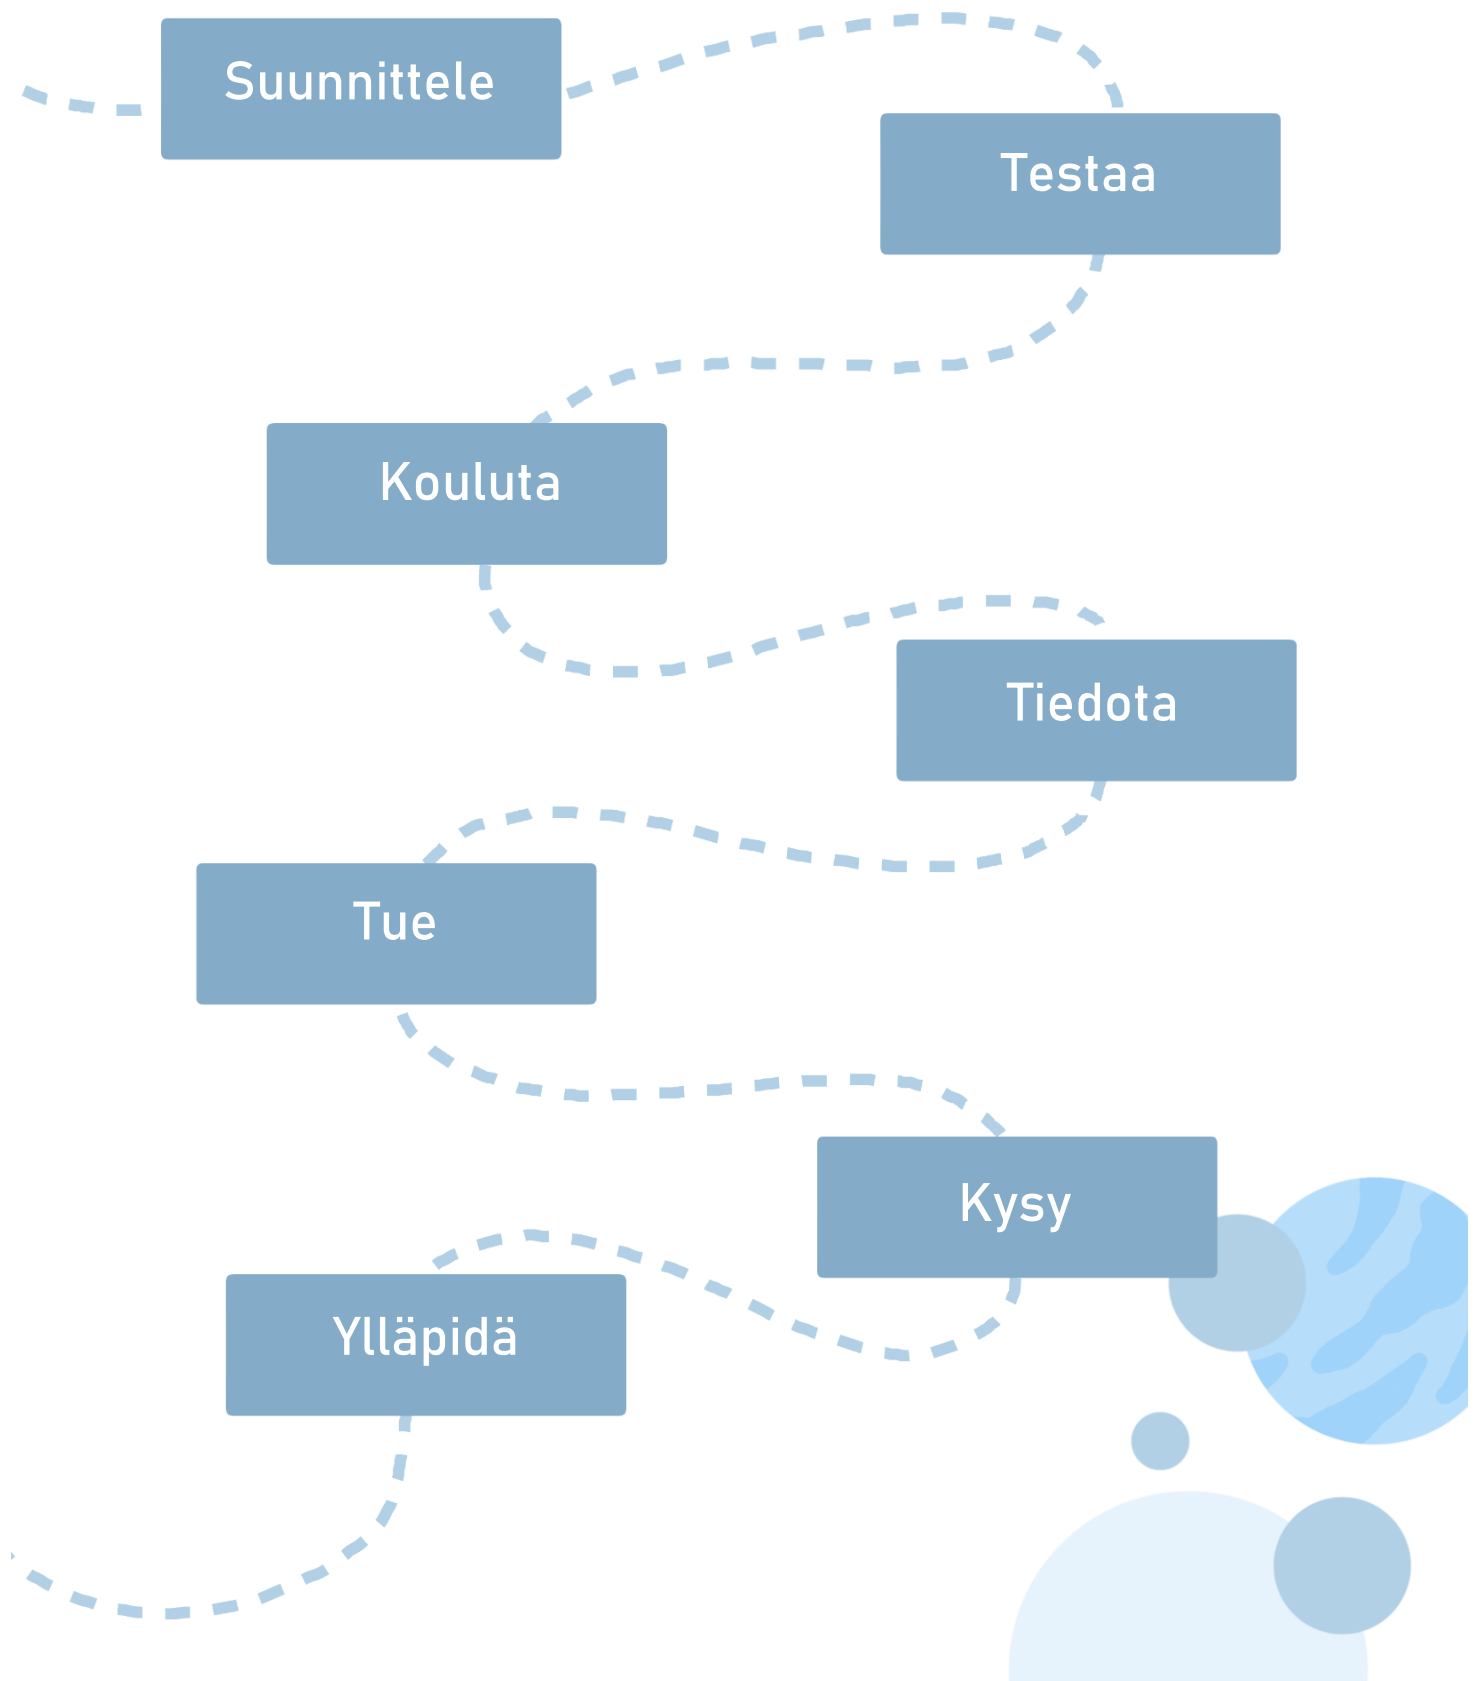 Suunnittele
Testaa
Kouluta
Tiedota
Tue
Kysy
Ylläpidä